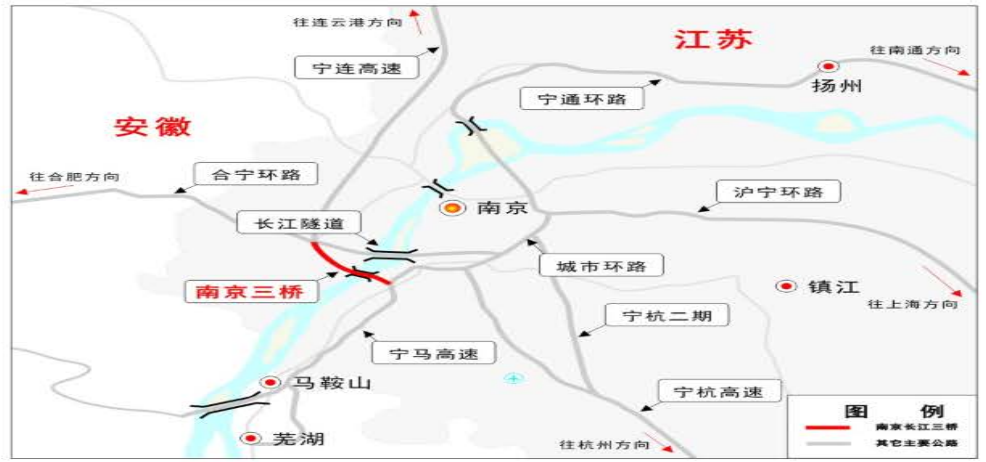 往连云港方向
江苏
往南通方向
宁连高速
宁通环路
扬州
安徽
往合肥方向
合宁环路
沪宁环路
南京
长江隧道
城市环路
南京三桥
镇江
往上海方向
宁杭二期
宁马高速
马鞍山
宁杭高速
芜湖
往杭州方向
图 例
南京长江三桥
其它主要公路